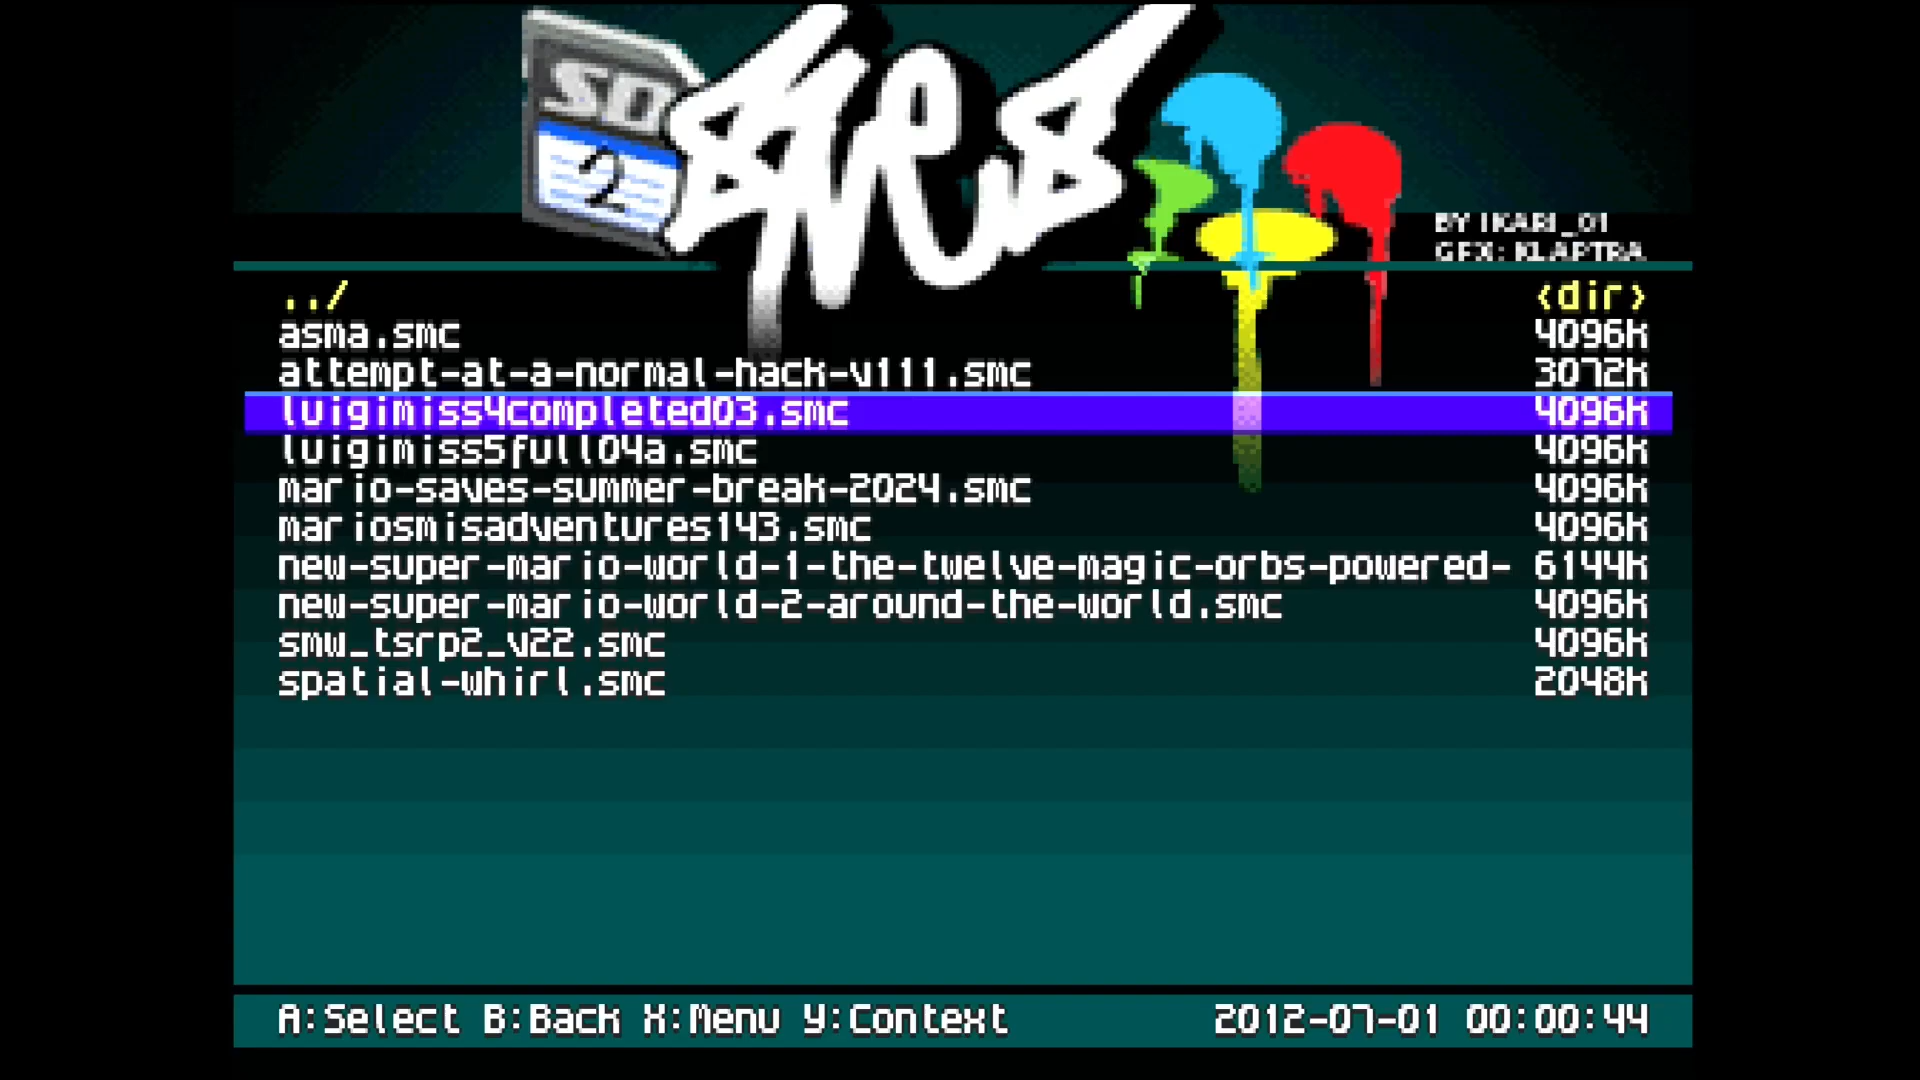 SD
2
SNES
BY IKARI_01
GFX: KLAPTRA
../ <dir>
asma.smc 4096k
attempt-at-a-normal-hack-v111.smc 3072k
luigimiss4completed03.smc 4096k
luigimiss5full04a.smc 4096k
mario-saves-summer-break-2024.smc 4096k
mariosmisadventures143.smc 4096k
new-super-mario-world-1-the-twelve-magic-orbs-powered- 6144k
new-super-mario-world-2-around-the-world.smc 4096k
smw_tsrp2_v22.smc 4096k
spatial-whirl.smc 2048k
A:Select B:Back X:Menu Y:Context 2012-07-01 00:00:44